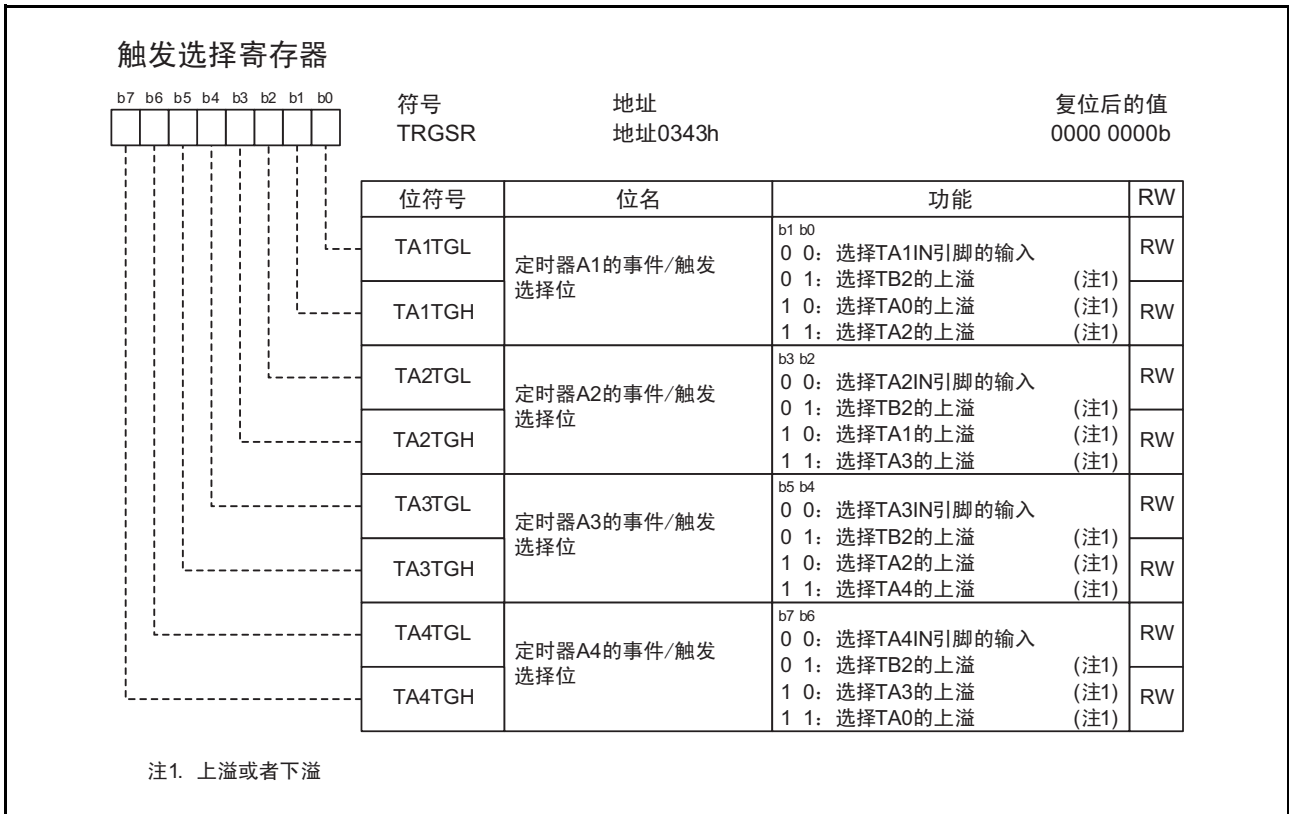 触发选择寄存器
b7 b6 b5 b4 b3 b2 b1 b0
符号 地址 复位后的值
TRGSR 地址0343h 0000 0000b
位符号 位名 功能 RW
TA1TGL 定时器A1的事件/触发选择位 RW
b1 b0
0 0：选择TA1IN引脚的输入
0 1：选择TB2的上溢 (注1)
TA1TGH RW
1 0：选择TA0的上溢 (注1)
1 1：选择TA2的上溢 (注1)
TA2TGL 定时器A2的事件/触发选择位 RW
b3 b2
0 0：选择TA2IN引脚的输入
0 1：选择TB2的上溢 (注1)
TA2TGH RW
1 0：选择TA1的上溢 (注1)
1 1：选择TA3的上溢 (注1)
TA3TGL 定时器A3的事件/触发选择位 RW
b5 b4
0 0：选择TA3IN引脚的输入
0 1：选择TB2的上溢 (注1)
TA3TGH RW
1 0：选择TA2的上溢 (注1)
1 1：选择TA4的上溢 (注1)
TA4TGL 定时器A4的事件/触发选择位 RW
b7 b6
0 0：选择TA4IN引脚的输入
0 1：选择TB2的上溢 (注1)
TA4TGH RW
1 0：选择TA3的上溢 (注1)
1 1：选择TA0的上溢 (注1)
注1. 上溢或者下溢